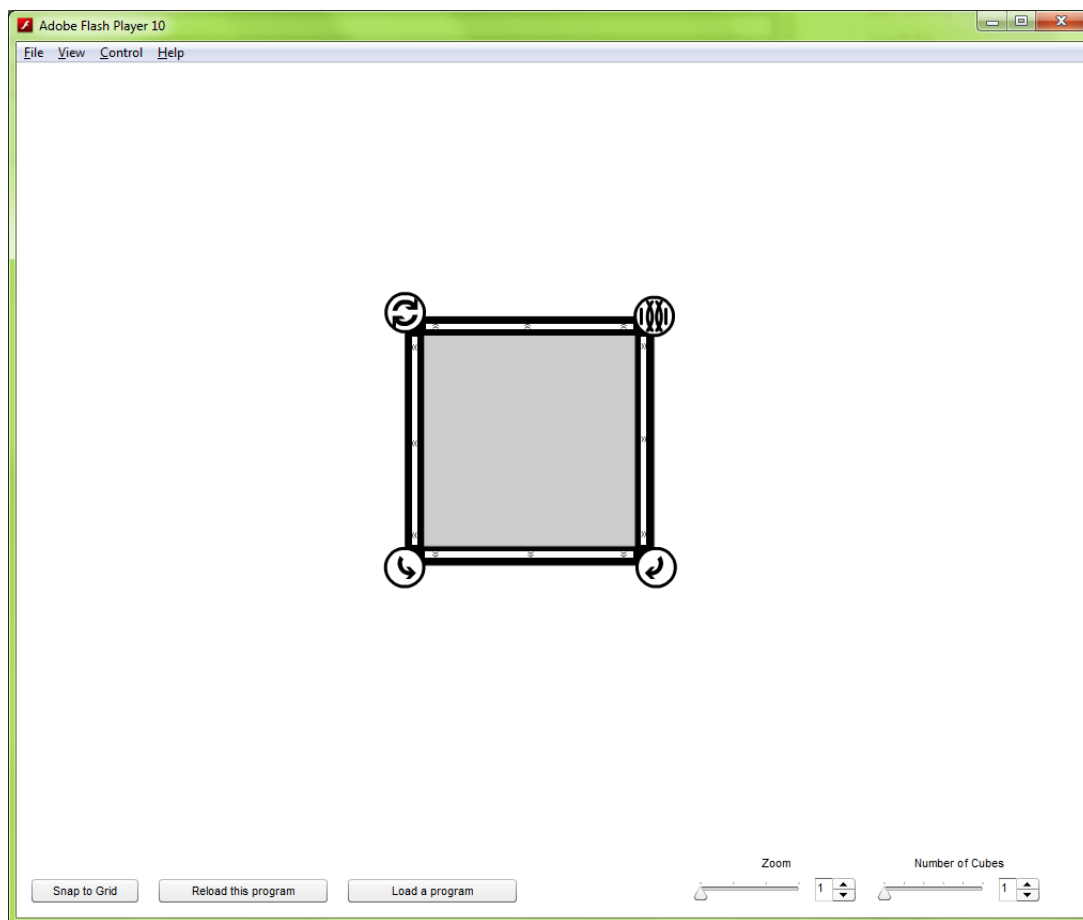 Adobe Flash Player 10
File View Control Help
Zoom Number of Cubes
Snap to Grid Reload this program Load a program 1 1